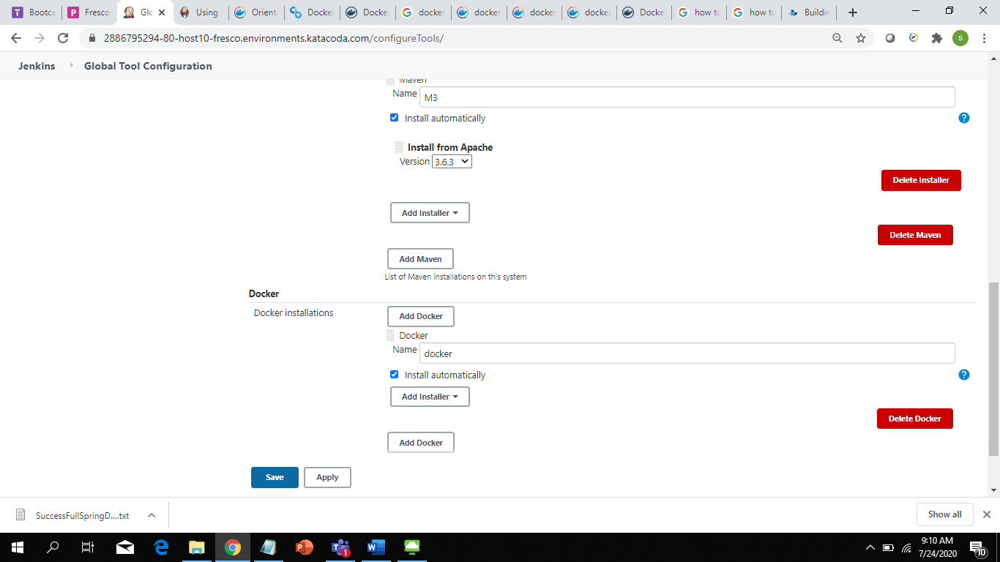 Bootca
Fresco
Glo
Using
Orienta
Docker
Docker
docker
docker
docker
docker
Docke
how to
how to
Buildin
2886795294-80-host10-fresco.environments.katacoda.com/configureTools/
s
Jenkins
Global Tool Configuration
Maven
Name
M3
Install automatically
?
Install from Apache
Version
3.6.3
Delete Installer
Add Installer
Delete Maven
Add Maven
List of Maven installations on this system
Docker
Docker installations
Add Docker
Docker
Name
docker
Install automatically
?
Add Installer
Delete Docker
Add Docker
Save
Apply
SuccessFullSpringD....txt
Show all
9:10 AM
7/24/2020
10
1